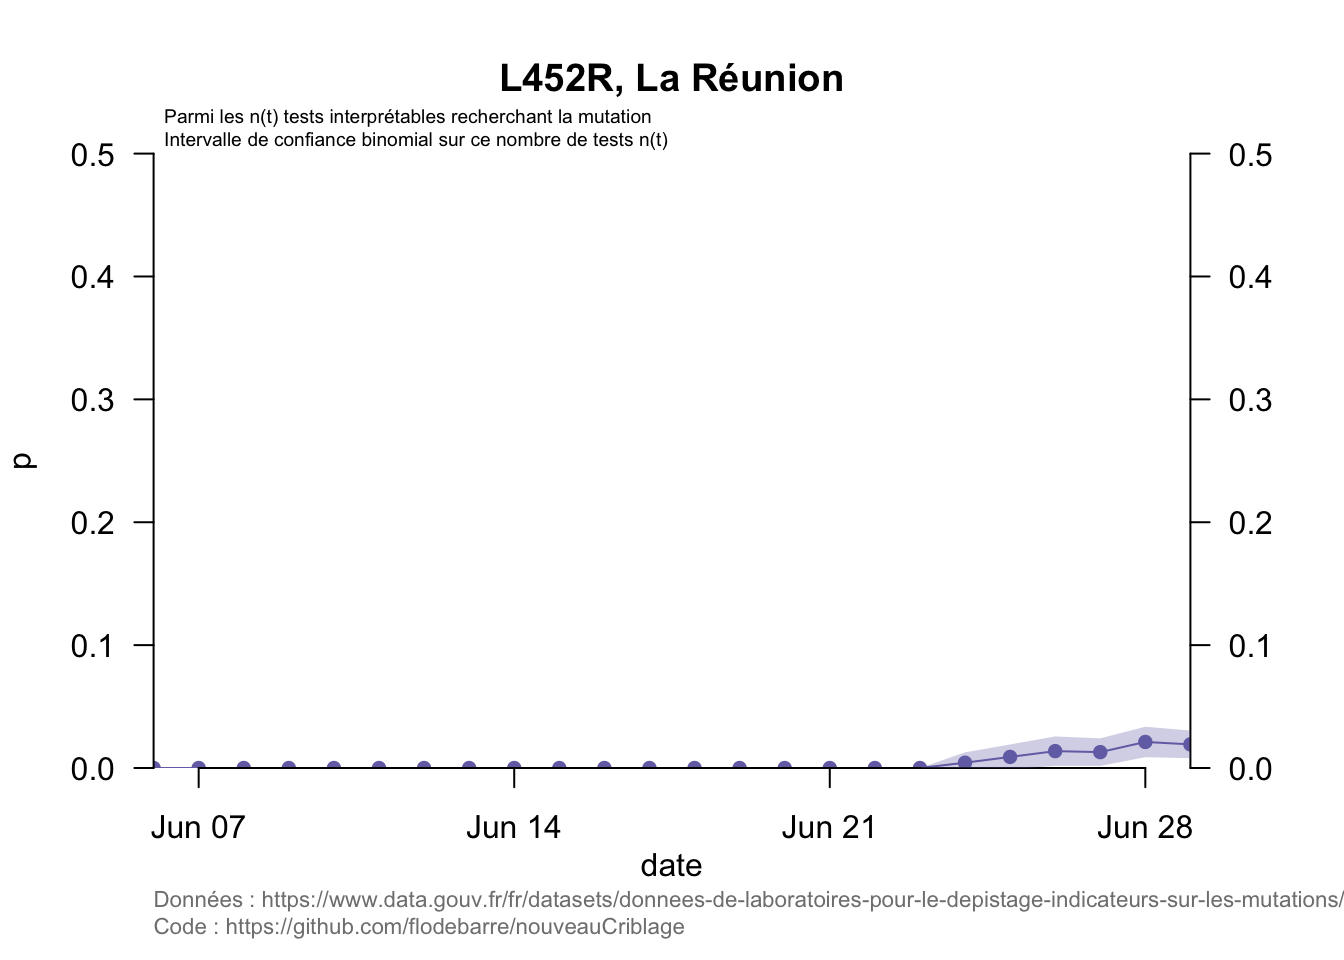 L452R, La Réunion
Parmi les n(t) tests interprétables recherchant la mutation
Intervalle de confiance binomial sur ce nombre de tests n(t)
0.5 0.5
0.4 0.4
0.3 0.3
p
0.2 0.2
0.1 0.1
0.0 0.0
Jun 07 Jun 14 Jun 21 Jun 28
date
Données : https://www.data.gouv.fr/fr/datasets/donnees-de-laboratoires-pour-le-depistage-indicateurs-sur-les-mutations/
Code : https://github.com/flodebarre/nouveauCriblage